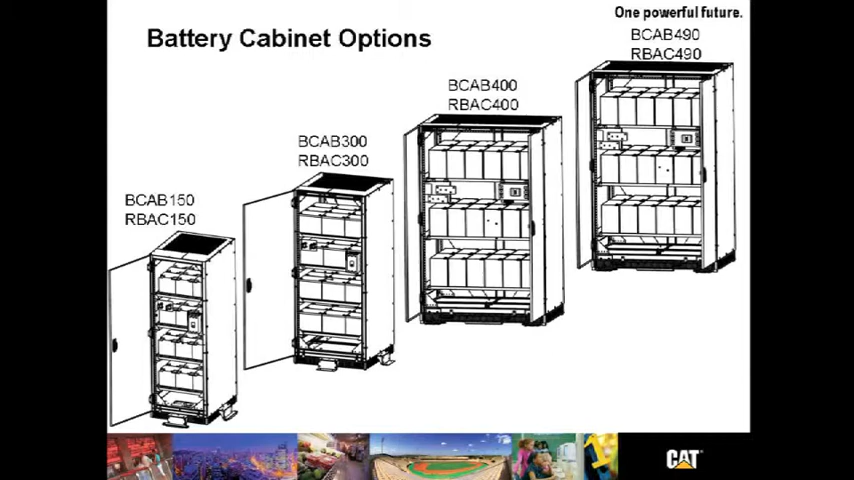 One powerful future.
Battery Cabinet Options
BCAB490
RBAC490
BCAB400
RBAC400
BCAB300
RBAC300
BCAB150
RBAC150
CAT